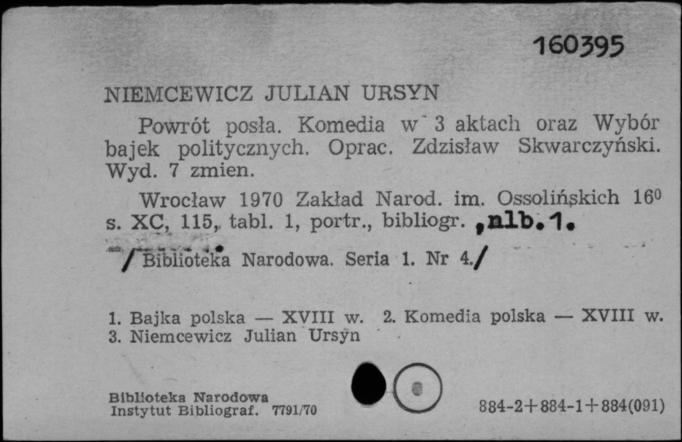 160395
NIEMCEWICZ JULIAN URSYN
Powrót posła. Komedia w 3 aktach oraz Wybór
bajek politycznych. Oprac. Zdzisław Skwarczyński.
Wyd. 7 zmien.
Wrocław 1970 Zakład Narod. im. Ossolińskich 16⁰
s. XC, 115, tabl. 1, portr., bibliogr. , nlb. 1.
/ Biblioteka Narodowa. Seria 1. Nr 4. /
1. Bajka polska — XVIII w. 2. Komedia polska — XVIII w.
3. Niemcewicz Julian Ursyn
Biblioteka Narodowa
Instytut Bibliograf. 7791/70
884-2+884-1+884(091)